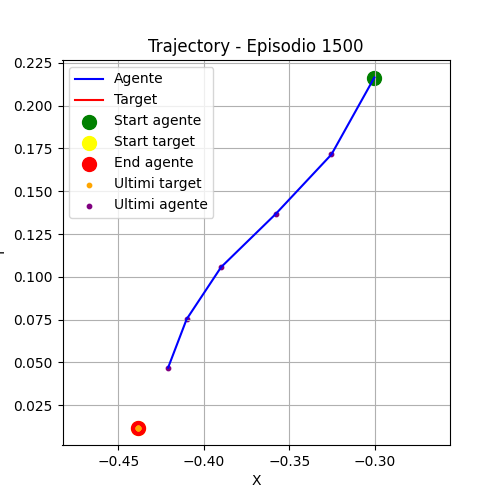 Trajectory - Episodio 1500
Agente
Target
Start agente
Start target
End agente
Ultimi target
Ultimi agente
0.225
0.200
0.175
0.150
0.125
0.100
0.075
0.050
0.025
−0.45 −0.40 −0.35 −0.30
X